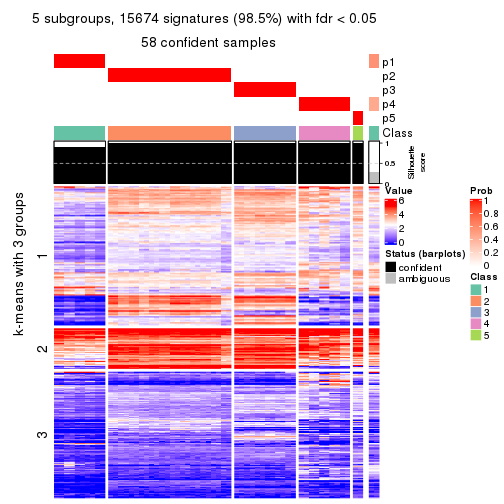 5 subgroups, 15674 signatures (98.5%) with fdr < 0.05
58 confident samples
p1
p2
p3
p4
p5
Class
1
0.5
0
Silhouette
score
k-means with 3 groups
1
2
3
Value
6
4
2
0
Status (barplots)
confident
ambiguous
Prob
1
0.8
0.6
0.4
0.2
0
Class
1
2
3
4
5